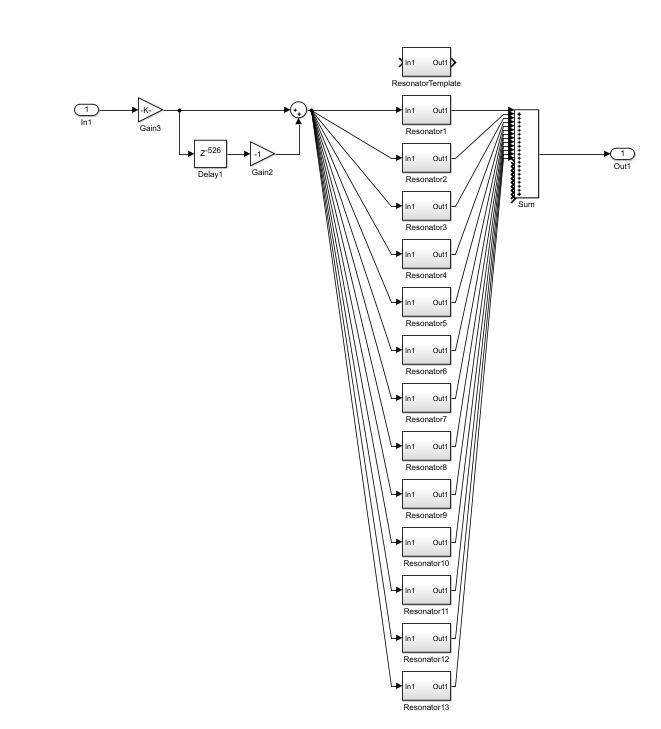 In1 Out1
ResonatorTemplate
1
In1
-K-
Gain3
In1 Out1
Resonator1
Z-526
Delay1
-1
Gain2
In1 Out1
Resonator2
1
Out1
In1 Out1
Resonator3
Sum
In1 Out1
Resonator4
In1 Out1
Resonator5
In1 Out1
Resonator6
In1 Out1
Resonator7
In1 Out1
Resonator8
In1 Out1
Resonator9
In1 Out1
Resonator10
In1 Out1
Resonator11
In1 Out1
Resonator12
In1 Out1
Resonator13